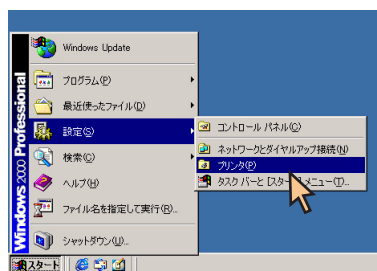 Windows Update
プログラム(P)
最近使ったファイル(D)
設定(S)
検索(C)
ヘルプ(H)
ファイル名を指定して実行(R)...
シャットダウン(U)...
Windows 2000 Professional
コントロール パネル(C)
ネットワークとダイヤルアップ接続(N)
プリンタ(P)
タスク バーと [スタート] メニュー(T)...
スタート